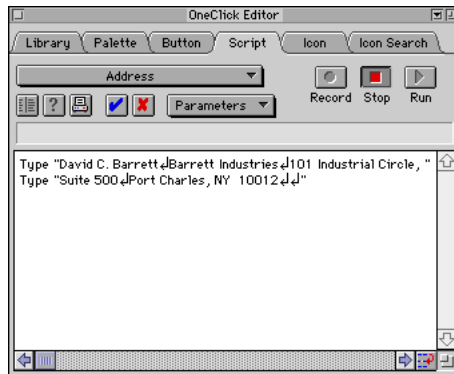 OneClick Editor
Library Palette Button Script Icon Icon Search
Address
Record Stop Run
? Parameters
Type "David C. Barrett↲Barrett Industries↲101 Industrial Circle, "
Type "Suite 500↲Port Charles, NY  10012↲↲"